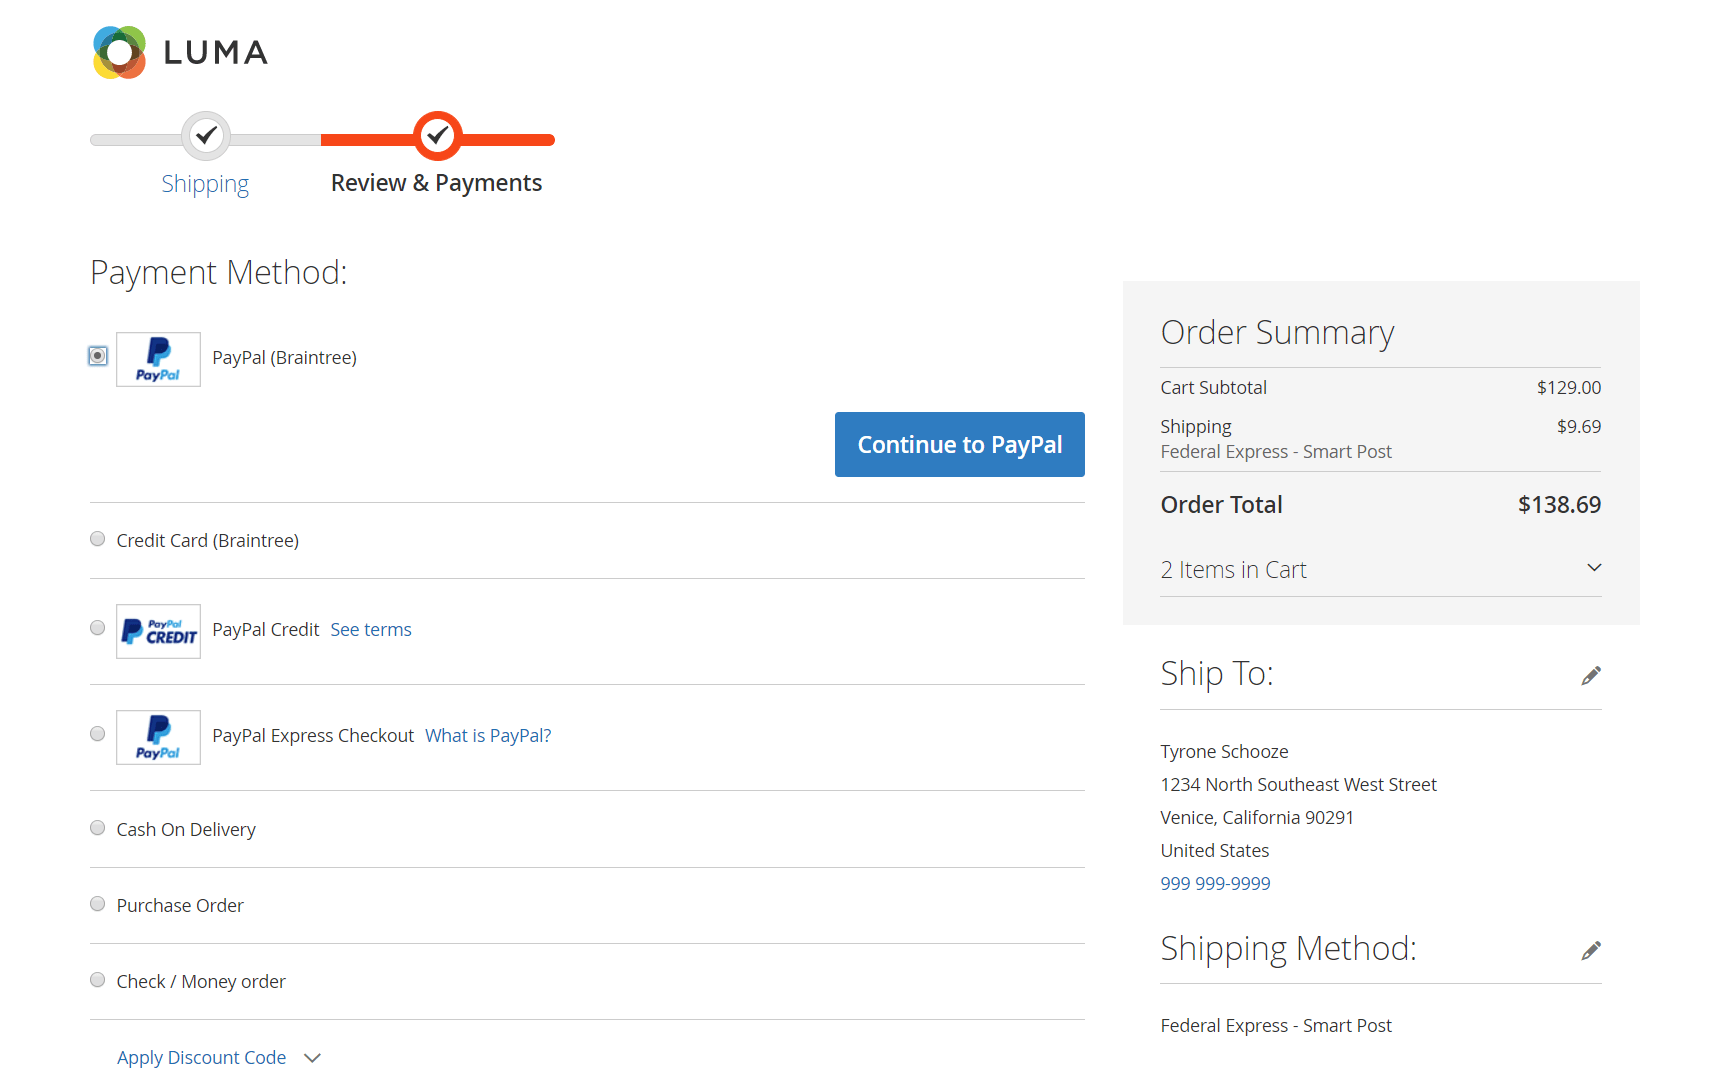 LUMA
Shipping
Review & Payments
Payment Method:
PayPal
PayPal (Braintree)
Continue to PayPal
Credit Card (Braintree)
PayPal
CREDIT
PayPal Credit See terms
PayPal
PayPal Express Checkout What is PayPal?
Cash On Delivery
Purchase Order
Check / Money order
Apply Discount Code
Order Summary
Cart Subtotal $129.00
Shipping $9.69
Federal Express - Smart Post
Order Total $138.69
2 Items in Cart
Ship To:
Tyrone Schooze
1234 North Southeast West Street
Venice, California 90291
United States
999 999-9999
Shipping Method:
Federal Express - Smart Post